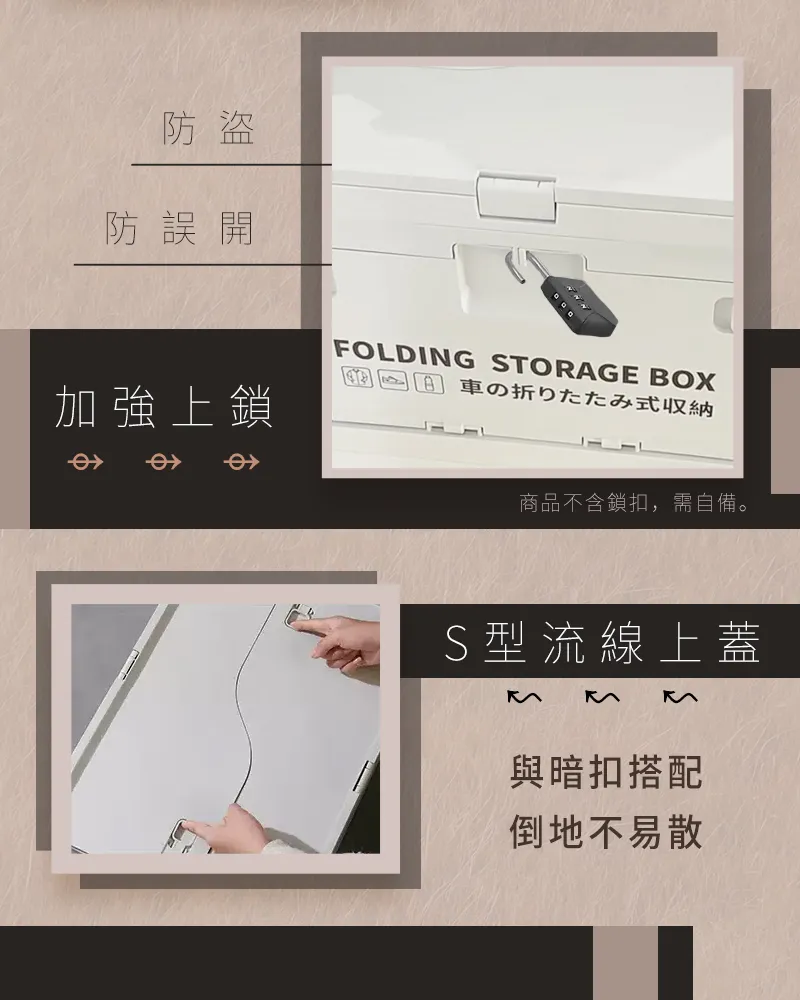 防盜
防誤開
加強上鎖
FOLDING STORAGE BOX
車の折りたたみ式収納
商品不含鎖扣，需自備。
S型流線上蓋
與暗扣搭配
倒地不易散